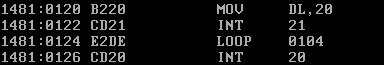 1481:0120 B220 MOV DL,20
1481:0122 CD21 INT 21
1481:0124 E2DE LOOP 0104
1481:0126 CD20 INT 20